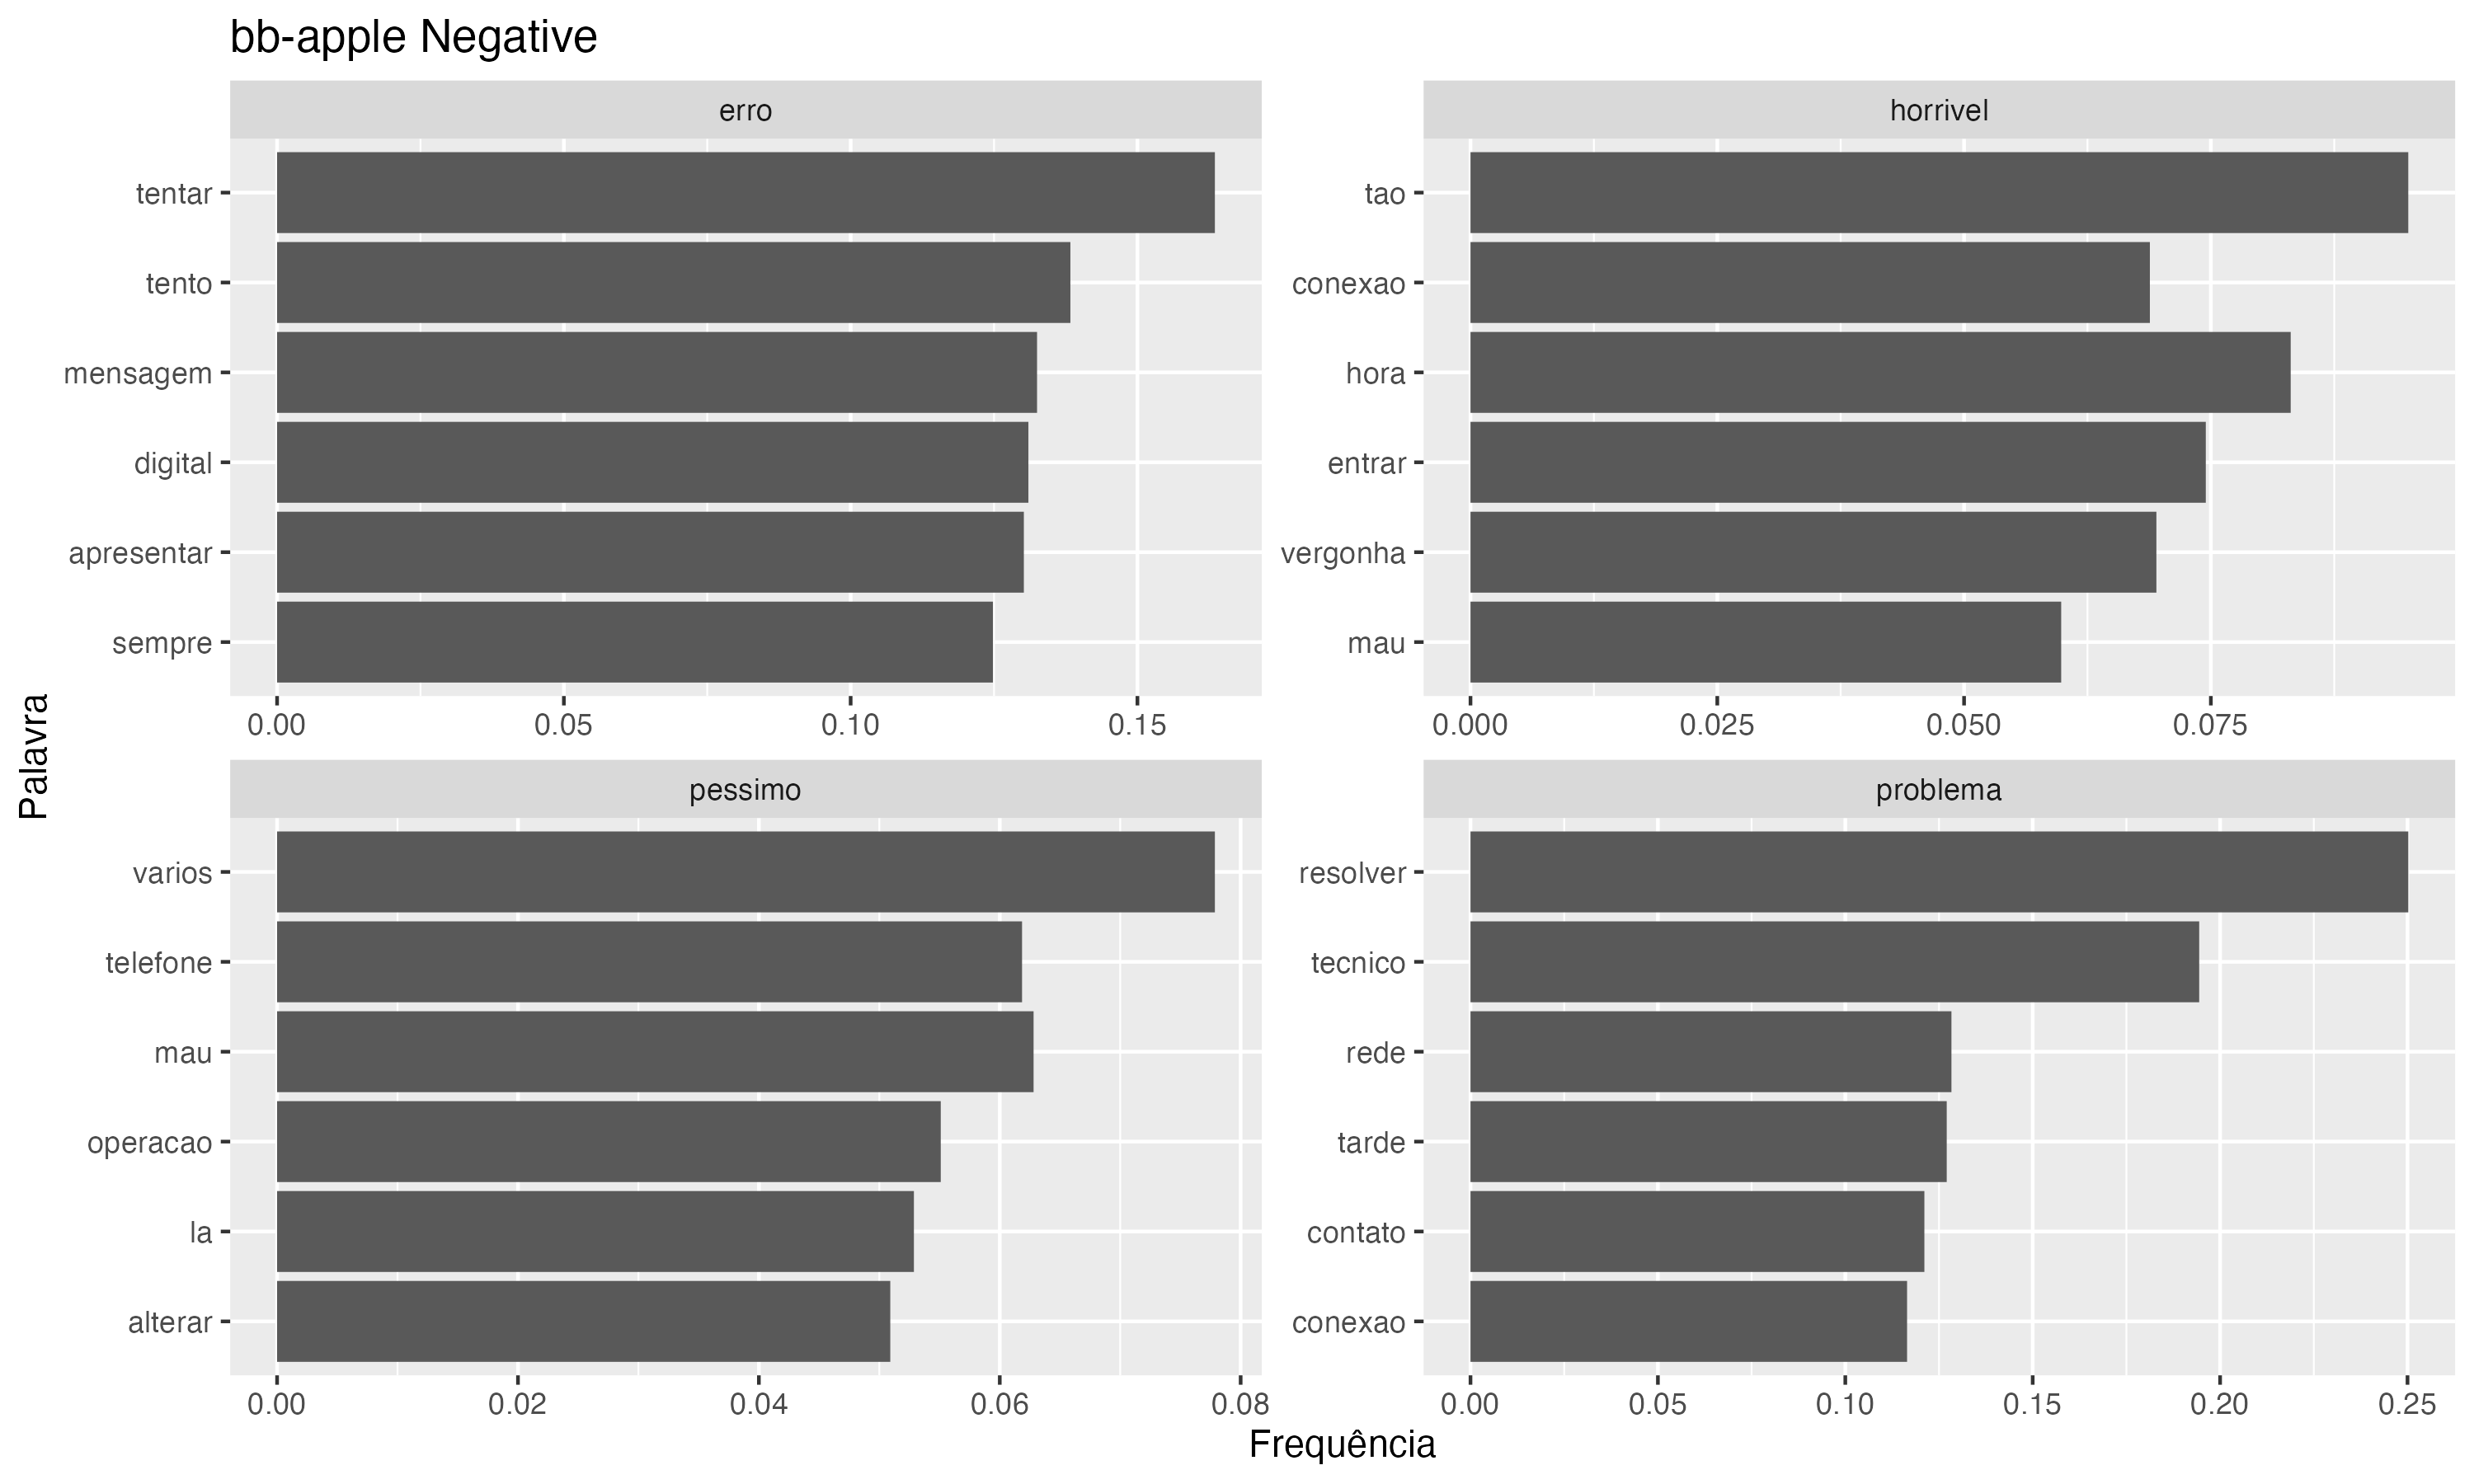 bb-apple Negative
erro
tentar
tento
mensagem
digital
apresentar
sempre
0.00 0.05 0.10 0.15
horrivel
tao
conexao
hora
entrar
vergonha
mau
0.000 0.025 0.050 0.075
pessimo
varios
telefone
mau
operacao
la
alterar
0.00 0.02 0.04 0.06 0.08
problema
resolver
tecnico
rede
tarde
contato
conexao
0.00 0.05 0.10 0.15 0.20 0.25
Palavra
Frequência